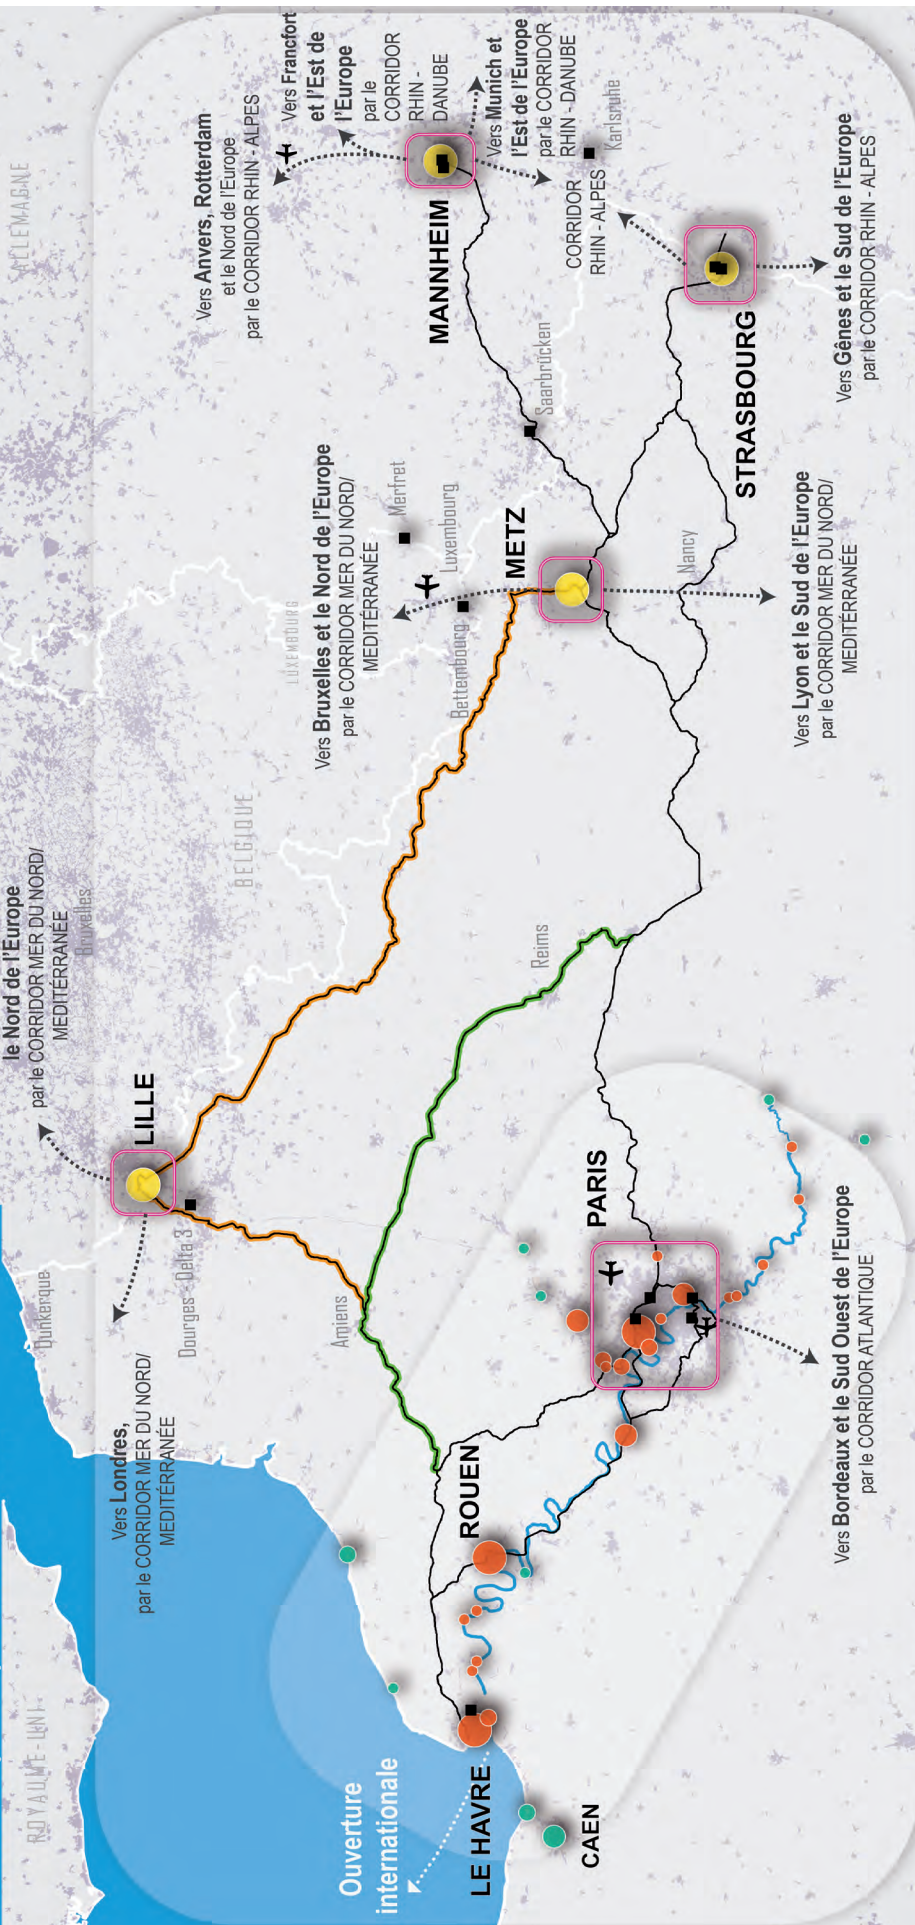 ROYAUME-UNI
Ouverture
internationale
LE HAVRE
CAEN
ROUEN
Vers Londres,
par le CORRIDOR MER DU NORD/
MEDITÉRRANÉE
Dunkerque
Dourges - Delta 3
LILLE
le Nord de l'Europe
par le CORRIDOR MER DU NORD/
MEDITÉRRANÉE
Bruxelles
BELGIQUE
Amiens
PARIS
Vers Bordeaux et le Sud Ouest de l'Europe
par le CORRIDOR ATLANTIQUE
Reims
LUXEMBOURG
Vers Bruxelles et le Nord de l'Europe
par le CORRIDOR MER DU NORD/
MEDITÉRRANÉE
Merfret
Luxembourg
Bettembourg
METZ
Nancy
Vers Lyon et le Sud de l'Europe
par le CORRIDOR MER DU NORD/
MEDITÉRRANÉE
Saarbrücken
ALLEMAGNE
Vers Anvers, Rotterdam
et le Nord de l'Europe
par le CORRIDOR RHIN - ALPES
Vers Francfort
et l'Est de
l'Europe
par le
CORRIDOR
RHIN -
DANUBE
MANNHEIM
Vers Munich et
l'Est de l'Europe
par le CORRIDOR
RHIN - DANUBE
Karlsruhe
CORRIDOR
RHIN - ALPES
STRASBOURG
Vers Gênes et le Sud de l'Europe
par le CORRIDOR RHIN - ALPES